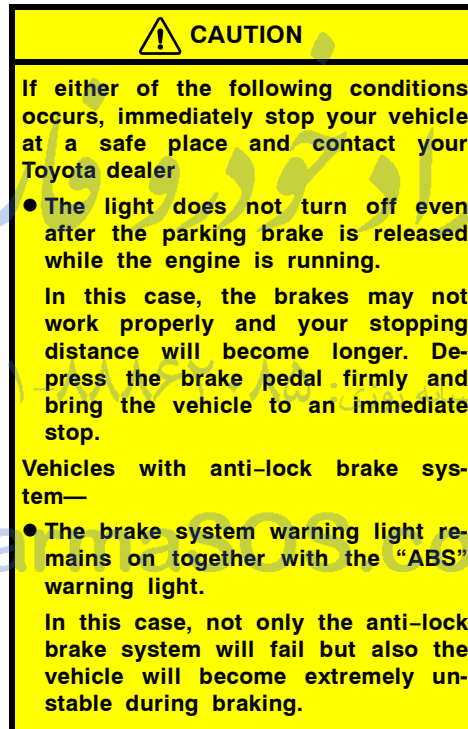 CAUTION
If either of the following conditions
occurs, immediately stop your vehicle
at a safe place and contact your
Toyota dealer
● The light does not turn off even
after the parking brake is released
while the engine is running.
In this case, the brakes may not
work properly and your stopping
distance will become longer. De-
press the brake pedal firmly and
bring the vehicle to an immediate
stop.
Vehicles with anti–lock brake sys-
tem—
● The brake system warning light re-
mains on together with the “ABS”
warning light.
In this case, not only the anti–lock
brake system will fail but also the
vehicle will become extremely un-
stable during braking.